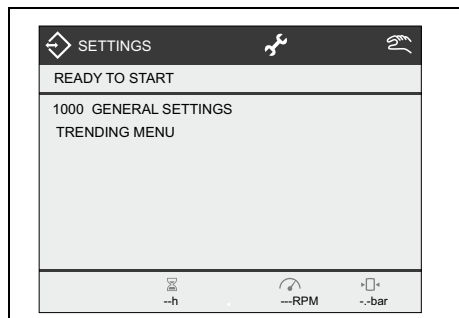 SETTINGS
READY TO START
1000 GENERAL SETTINGS
TRENDING MENU
--h ---RPM -.-bar